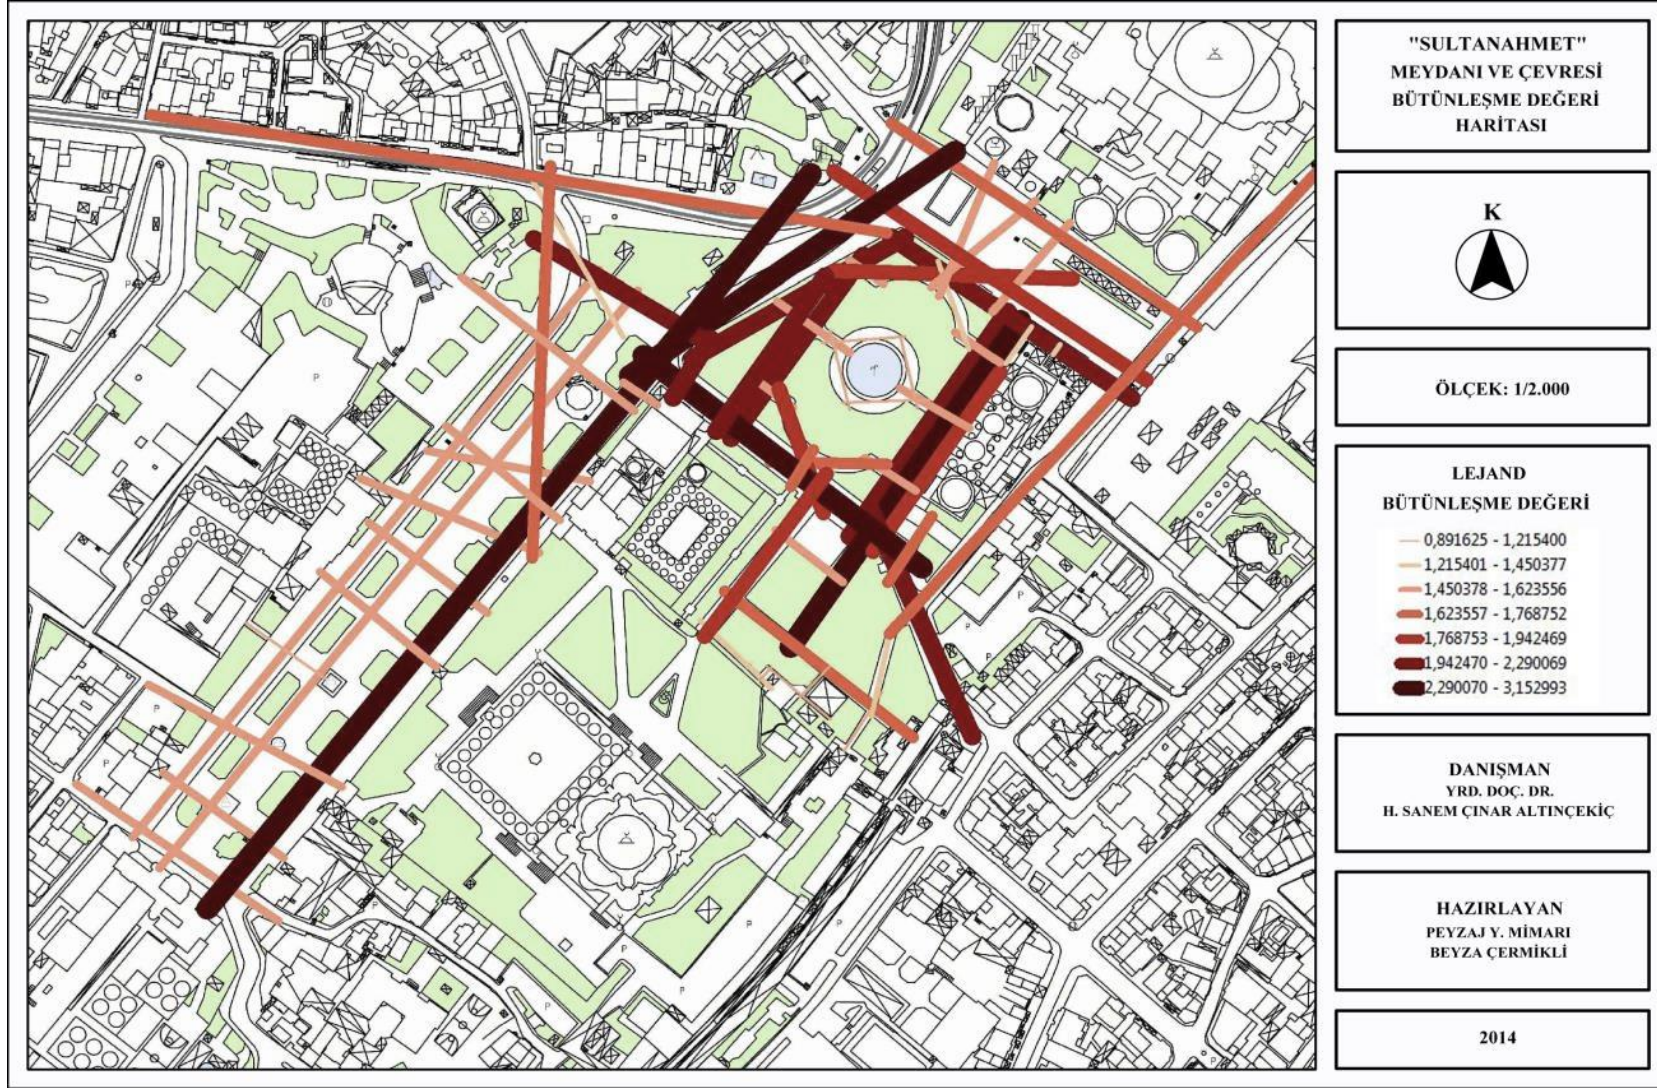 "SULTANAHMET"
MEYDANI VE ÇEVRESİ
BÜTÜNLEŞME DEĞERİ
HARİTASI
K
ÖLÇEK: 1/2.000
LEJAND
BÜTÜNLEŞME DEĞERİ
0,891625 - 1,215400
1,215401 - 1,450377
1,450378 - 1,623556
1,623557 - 1,768752
1,768753 - 1,942469
1,942470 - 2,290069
2,290070 - 3,152993
DANIŞMAN
YRD. DOÇ. DR.
H. SANEM ÇINAR ALTINÇEKİÇ
HAZIRLAYAN
PEYZAJ Y. MİMARI
BEYZA ÇERMİKLİ
2014